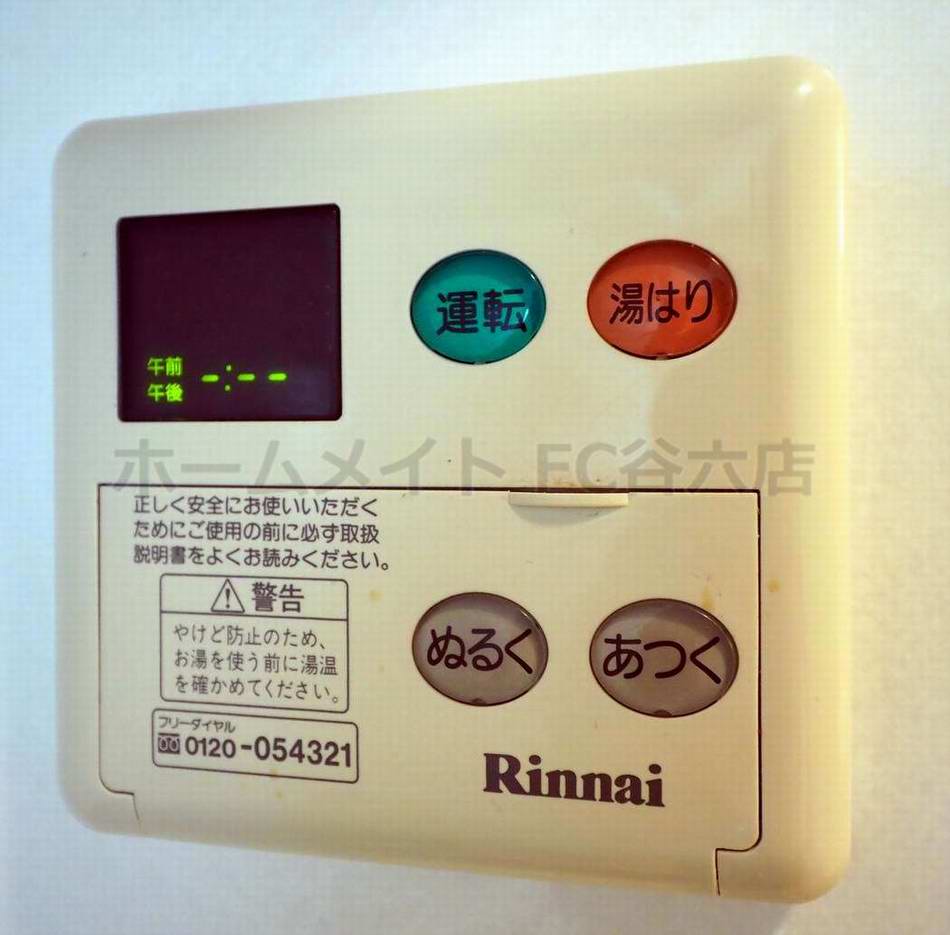 午前
午後 -:--
運転
湯はり
ホームメイト FC谷六店
正しく安全にお使いいただく
ためにご使用の前に必ず取扱
説明書をよくお読みください。
警告
やけど防止のため、
お湯を使う前に湯温
を確かめてください。
フリーダイヤル
0120-054321
ぬるく
あつく
Rinnai